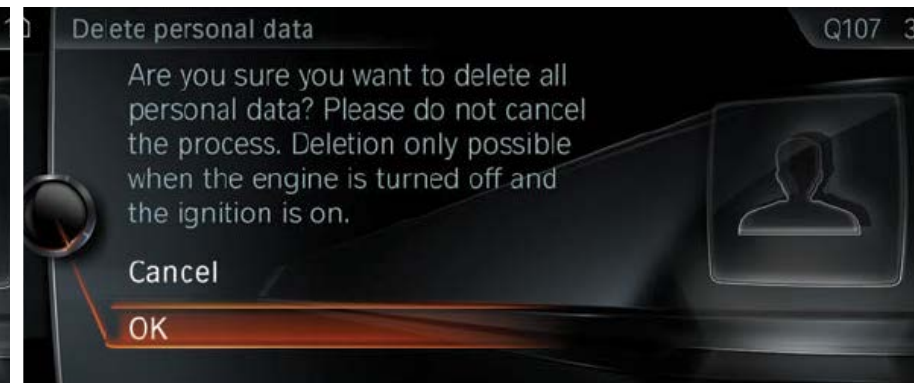 Delete personal data
Q107 3
Are you sure you want to delete all
personal data? Please do not cancel
the process. Deletion only possible
when the engine is turned off and
the ignition is on.
Cancel
OK